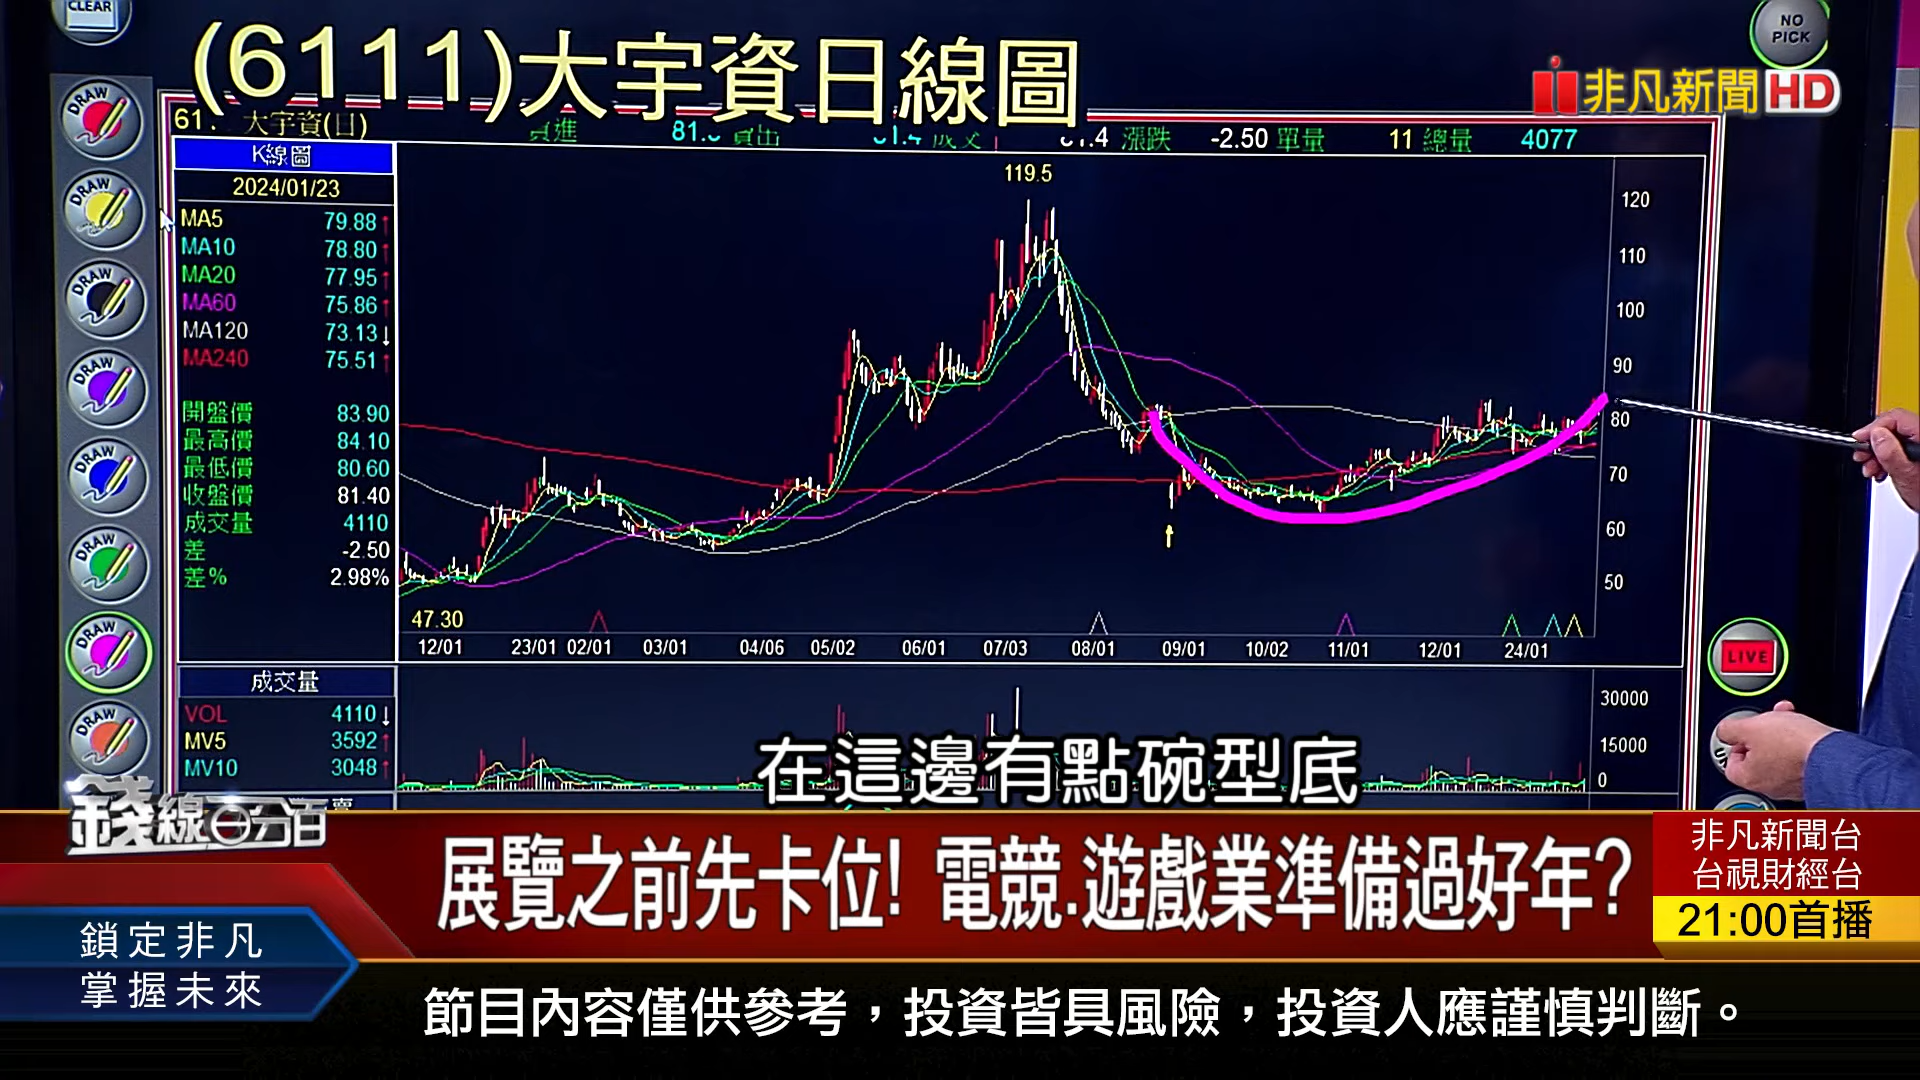 CLEAR
NO
PICK
(6111)大宇資日線圖
非凡新聞HD
大宇資(日)
漲跌 -2.50 單量 11 總量 4077
K線圖
2024/01/23
MA5 79.88↑
MA10 78.80↑
MA20 77.95↑
MA60 75.86↑
MA120 73.13↓
MA240 75.51↑
開盤價 83.90
最高價 84.10
最低價 80.60
收盤價 81.40
成交量 4110
差 -2.50
差% 2.98%
DRAW
DRAW
DRAW
DRAW
DRAW
DRAW
DRAW
DRAW
119.5
120
110
100
90
80
70
60
50
47.30
12/01 23/01 02/01 03/01 04/06 05/02 06/01 07/03 08/01 09/01 10/02 11/01 12/01 24/01
LIVE
成交量
VOL 4110↓
MV5 3592↑
MV10 3048↑
30000
15000
0
在這邊有點碗型底
錢線百分百
展覽之前先卡位! 電競.遊戲業準備過好年?
非凡新聞台
台視財經台
21:00首播
鎖定非凡
掌握未來
節目內容僅供參考，投資皆具風險，投資人應謹慎判斷。